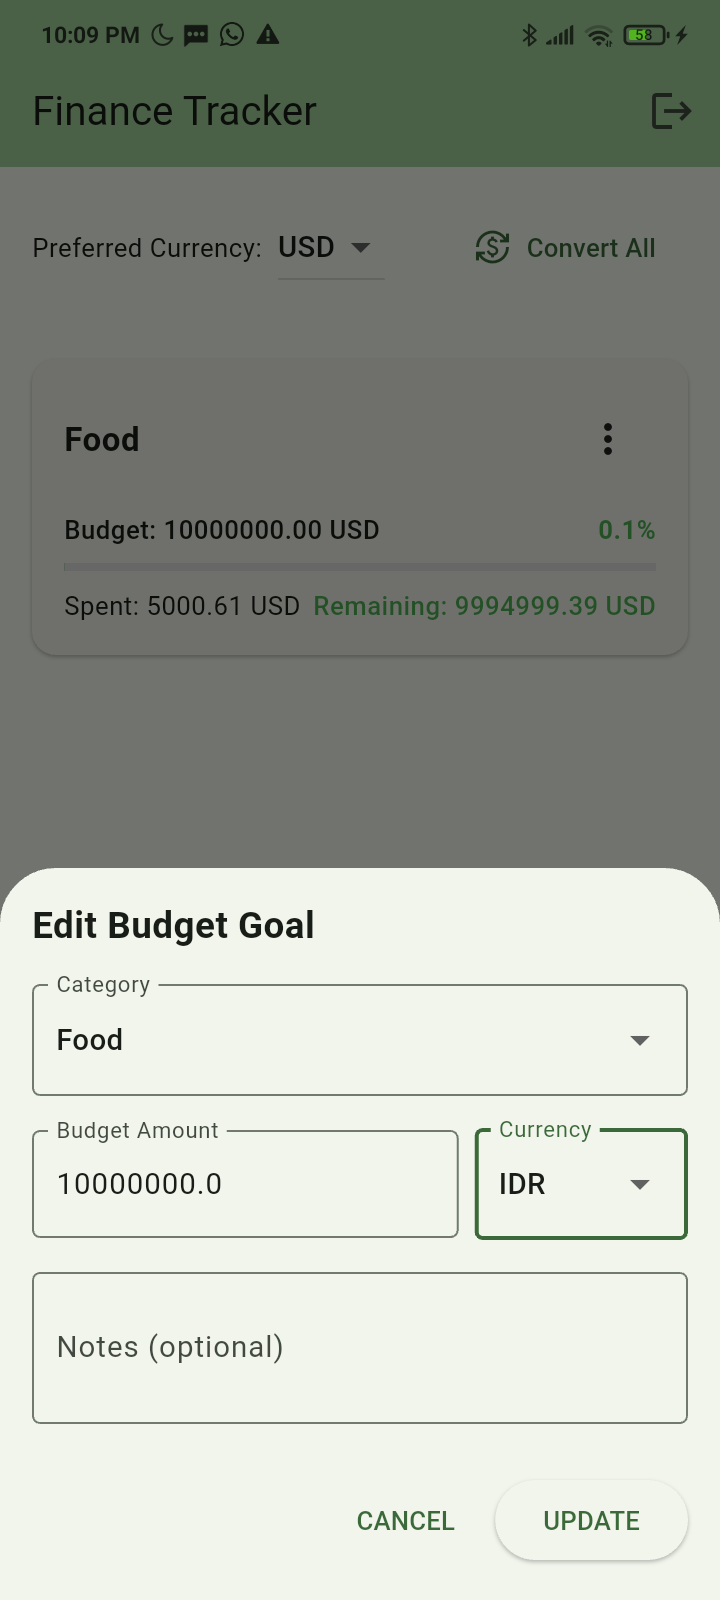 10:09 PM 58
Finance Tracker
Preferred Currency: USD Convert All
Food
Budget: 10000000.00 USD 0.1%
Spent: 5000.61 USD Remaining: 9994999.39 USD
Edit Budget Goal
Category
Food
Budget Amount Currency
10000000.0 IDR
Notes (optional)
CANCEL UPDATE